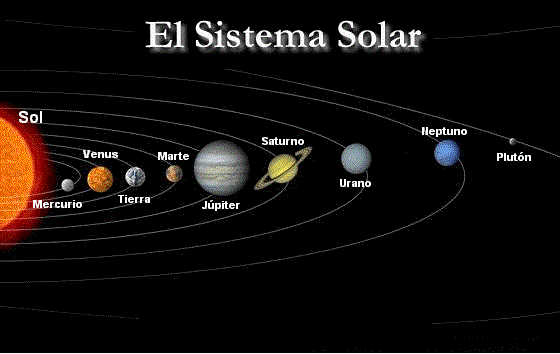 El Sistema Solar
Sol
Mercurio
Venus
Tierra
Marte
Júpiter
Saturno
Urano
Neptuno
Plutón